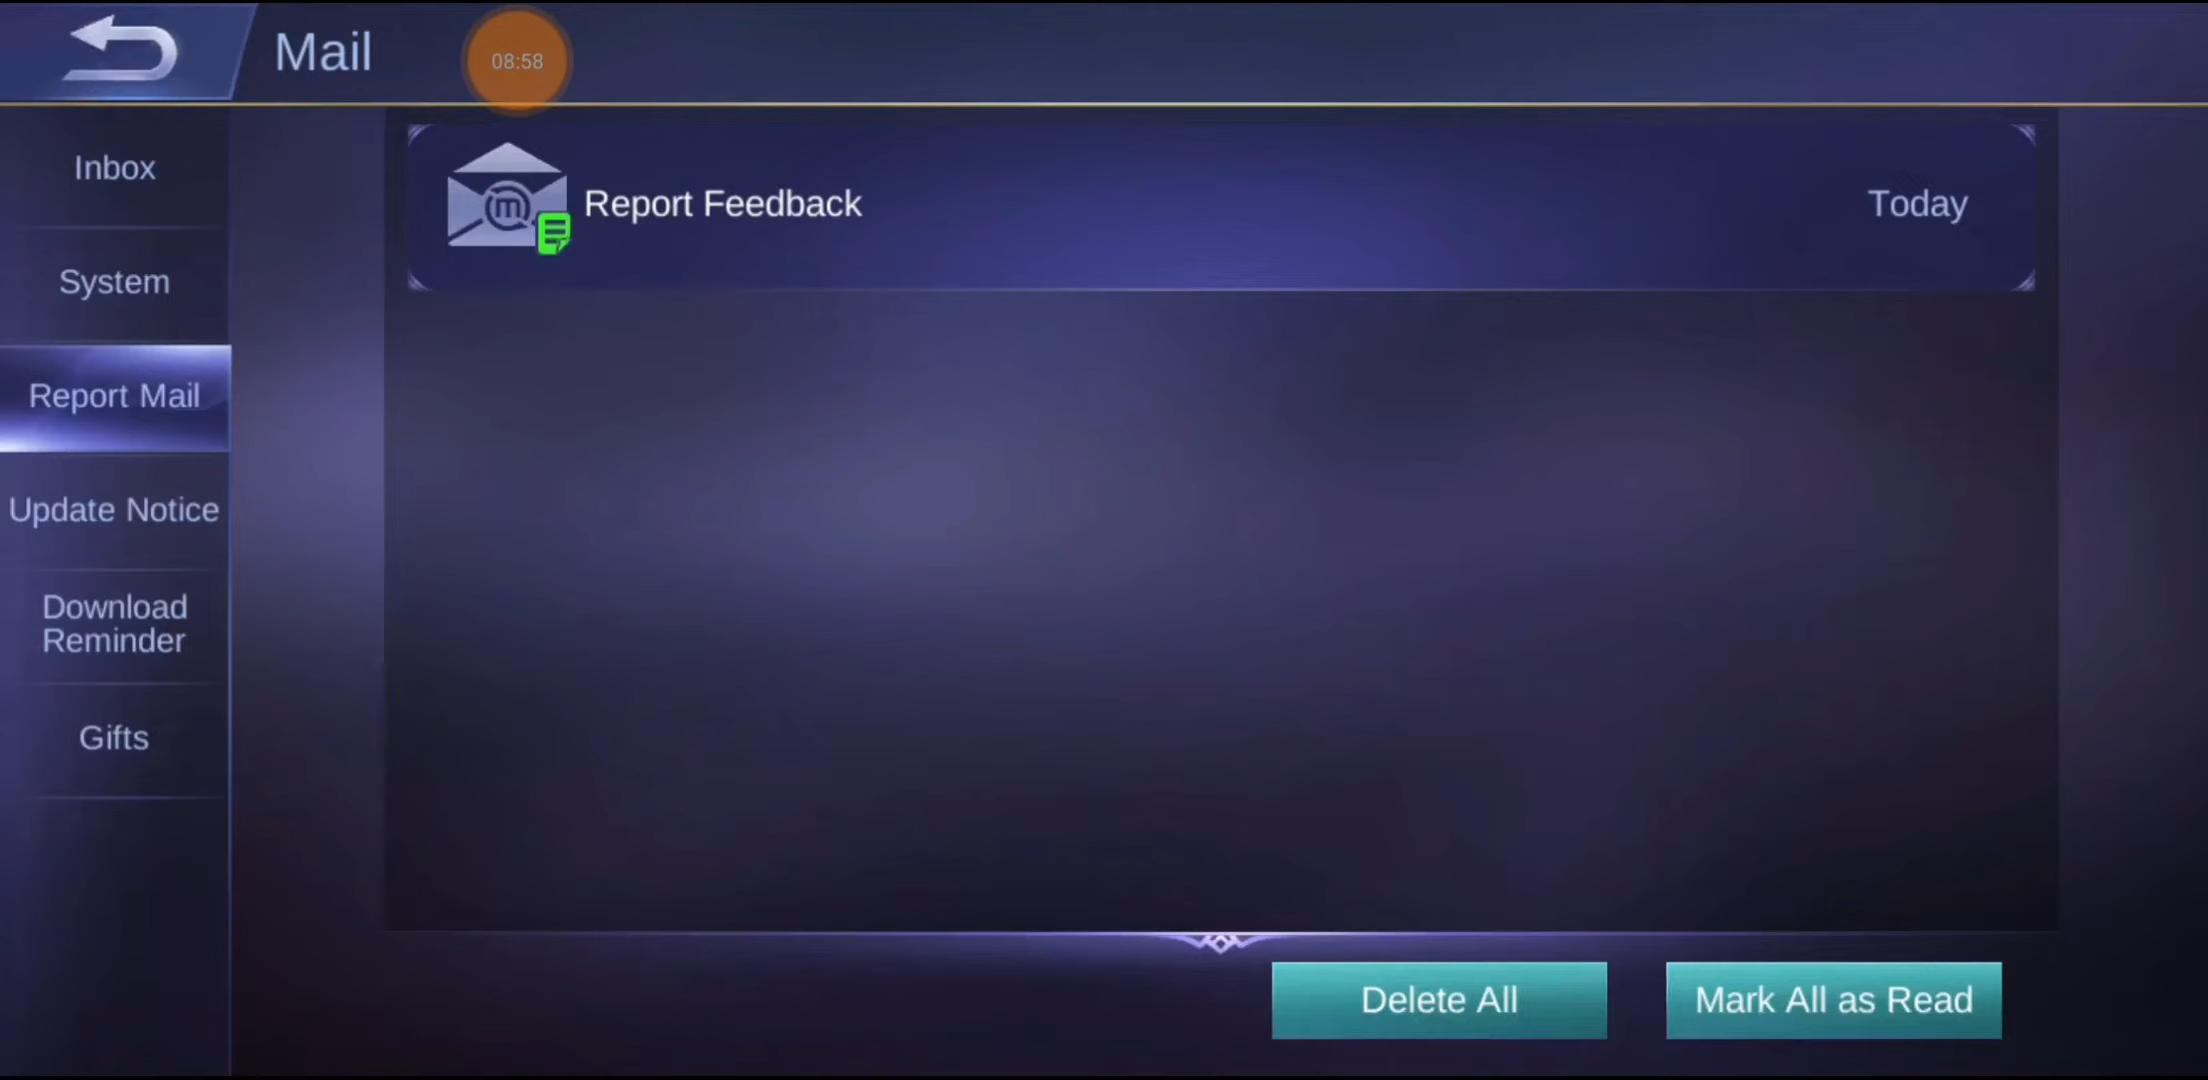 Mail
08:58
Inbox
System
Report Mail
Update Notice
Download
Reminder
Gifts
Report Feedback
Today
Delete All
Mark All as Read